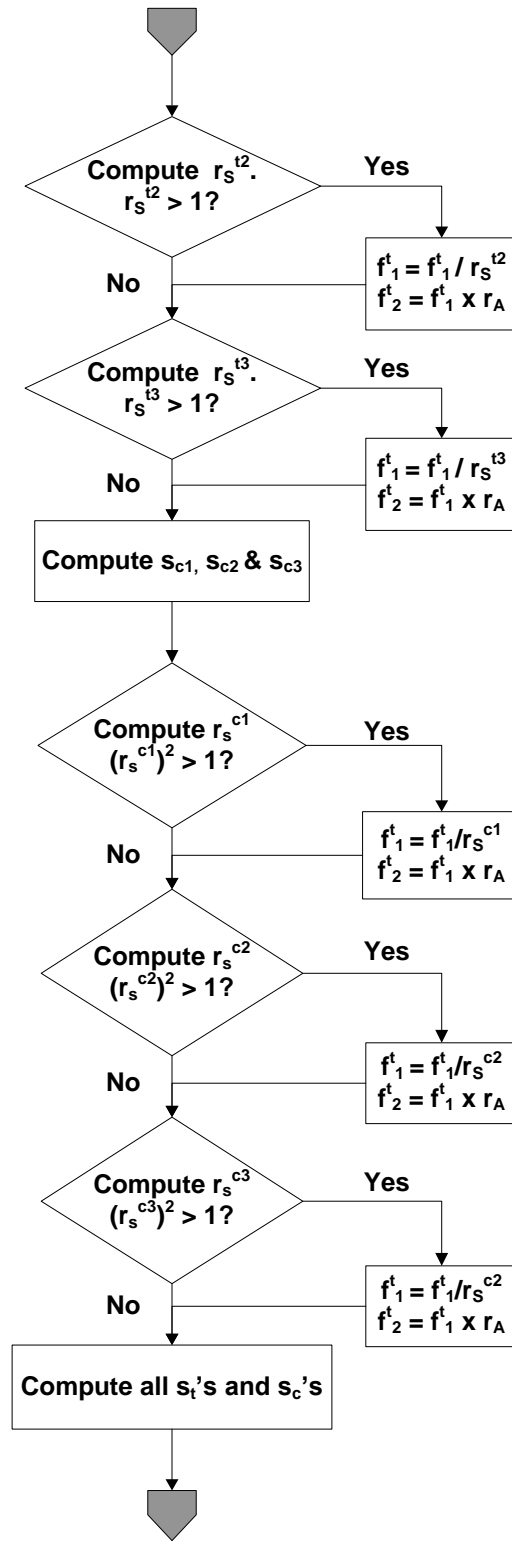 Compute r_S^t2.
r_S^t2 > 1?
Yes
f^t_1 = f^t_1 / r_S^t2
f^t_2 = f^t_1 x r_A
No
Compute r_S^t3.
r_S^t3 > 1?
Yes
f^t_1 = f^t_1 / r_S^t3
f^t_2 = f^t_1 x r_A
No
Compute s_c1, s_c2 & s_c3
Compute r_s^c1
(r_s^c1)^2 > 1?
Yes
f^t_1 = f^t_1/r_S^c1
f^t_2 = f^t_1 x r_A
No
Compute r_s^c2
(r_s^c2)^2 > 1?
Yes
f^t_1 = f^t_1/r_S^c2
f^t_2 = f^t_1 x r_A
No
Compute r_s^c3
(r_s^c3)^2 > 1?
Yes
f^t_1 = f^t_1/r_S^c2
f^t_2 = f^t_1 x r_A
No
Compute all s_t's and s_c's